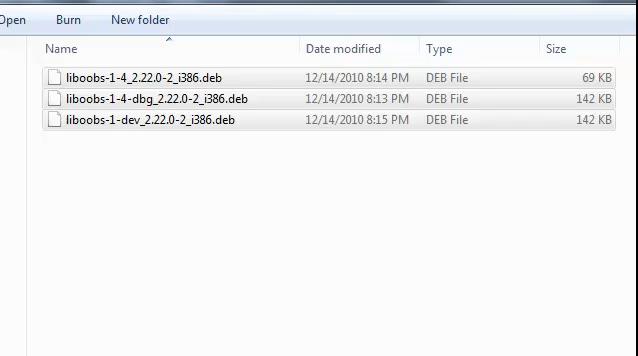 Open Burn New folder
Name Date modified Type Size
liboobs-1-4_2.22.0-2_i386.deb 12/14/2010 8:14 PM DEB File 69 KB
liboobs-1-4-dbg_2.22.0-2_i386.deb 12/14/2010 8:13 PM DEB File 142 KB
liboobs-1-dev_2.22.0-2_i386.deb 12/14/2010 8:15 PM DEB File 142 KB